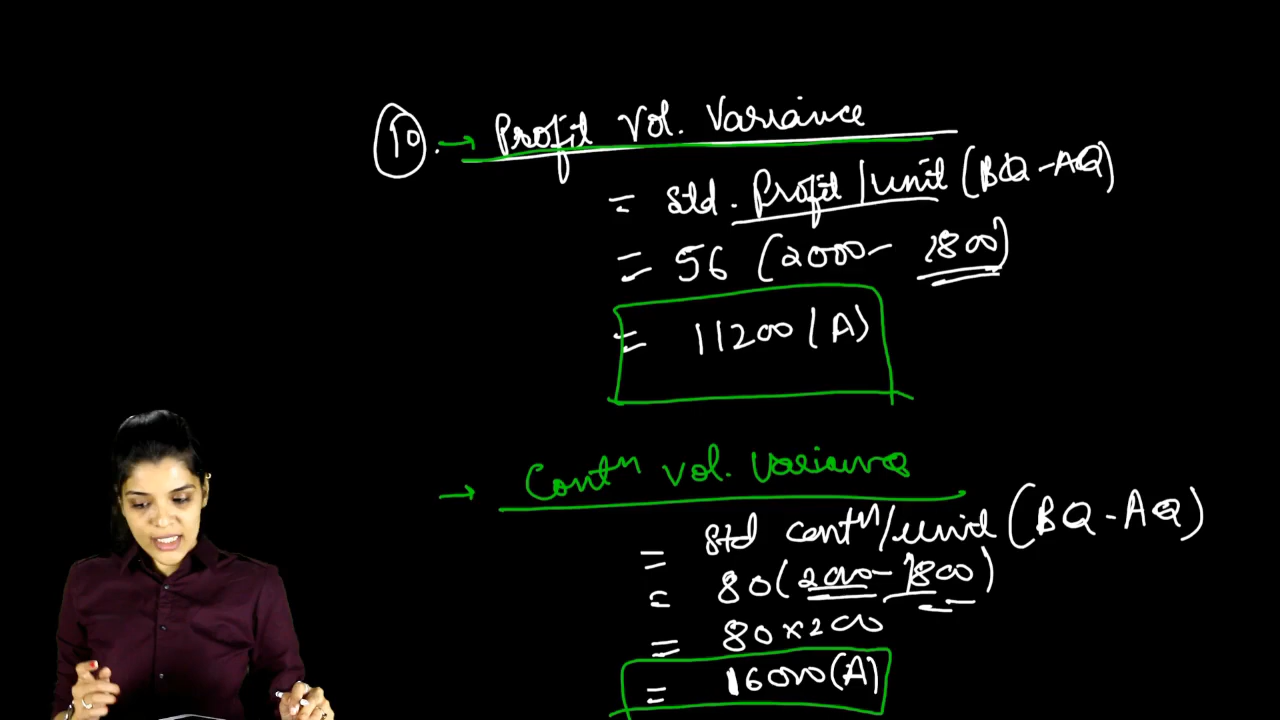 10. → Profit Vol. Variance
= Std. Profit/unit (BQ - AQ)
= 56 (2000 - 1800)
= 11200 (A)
→ Contn Vol. Variance
= Std contn/unit (BQ - AQ)
= 80 (2000 - 1800)
= 80 x 200
= 16000 (A)